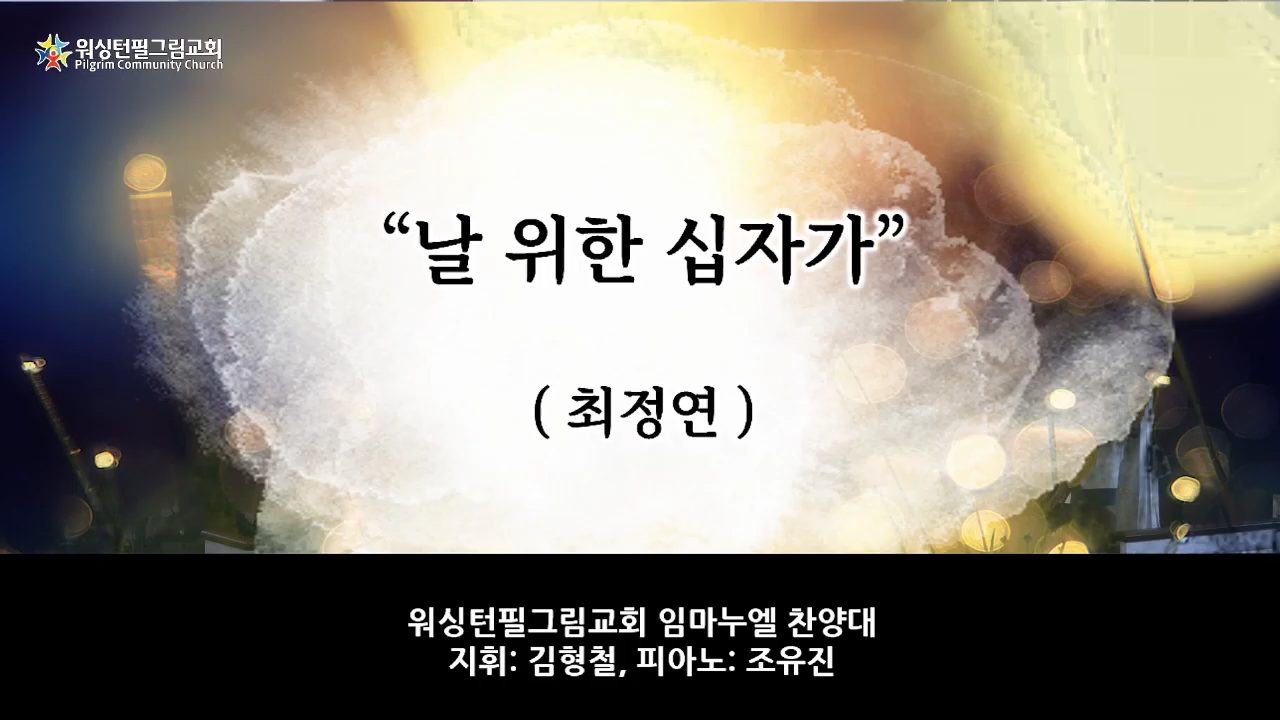 워싱턴필그림교회
Pilgrim Community Church
“날 위한 십자가”
( 최정연 )
워싱턴필그림교회 임마누엘 찬양대
지휘: 김형철, 피아노: 조유진